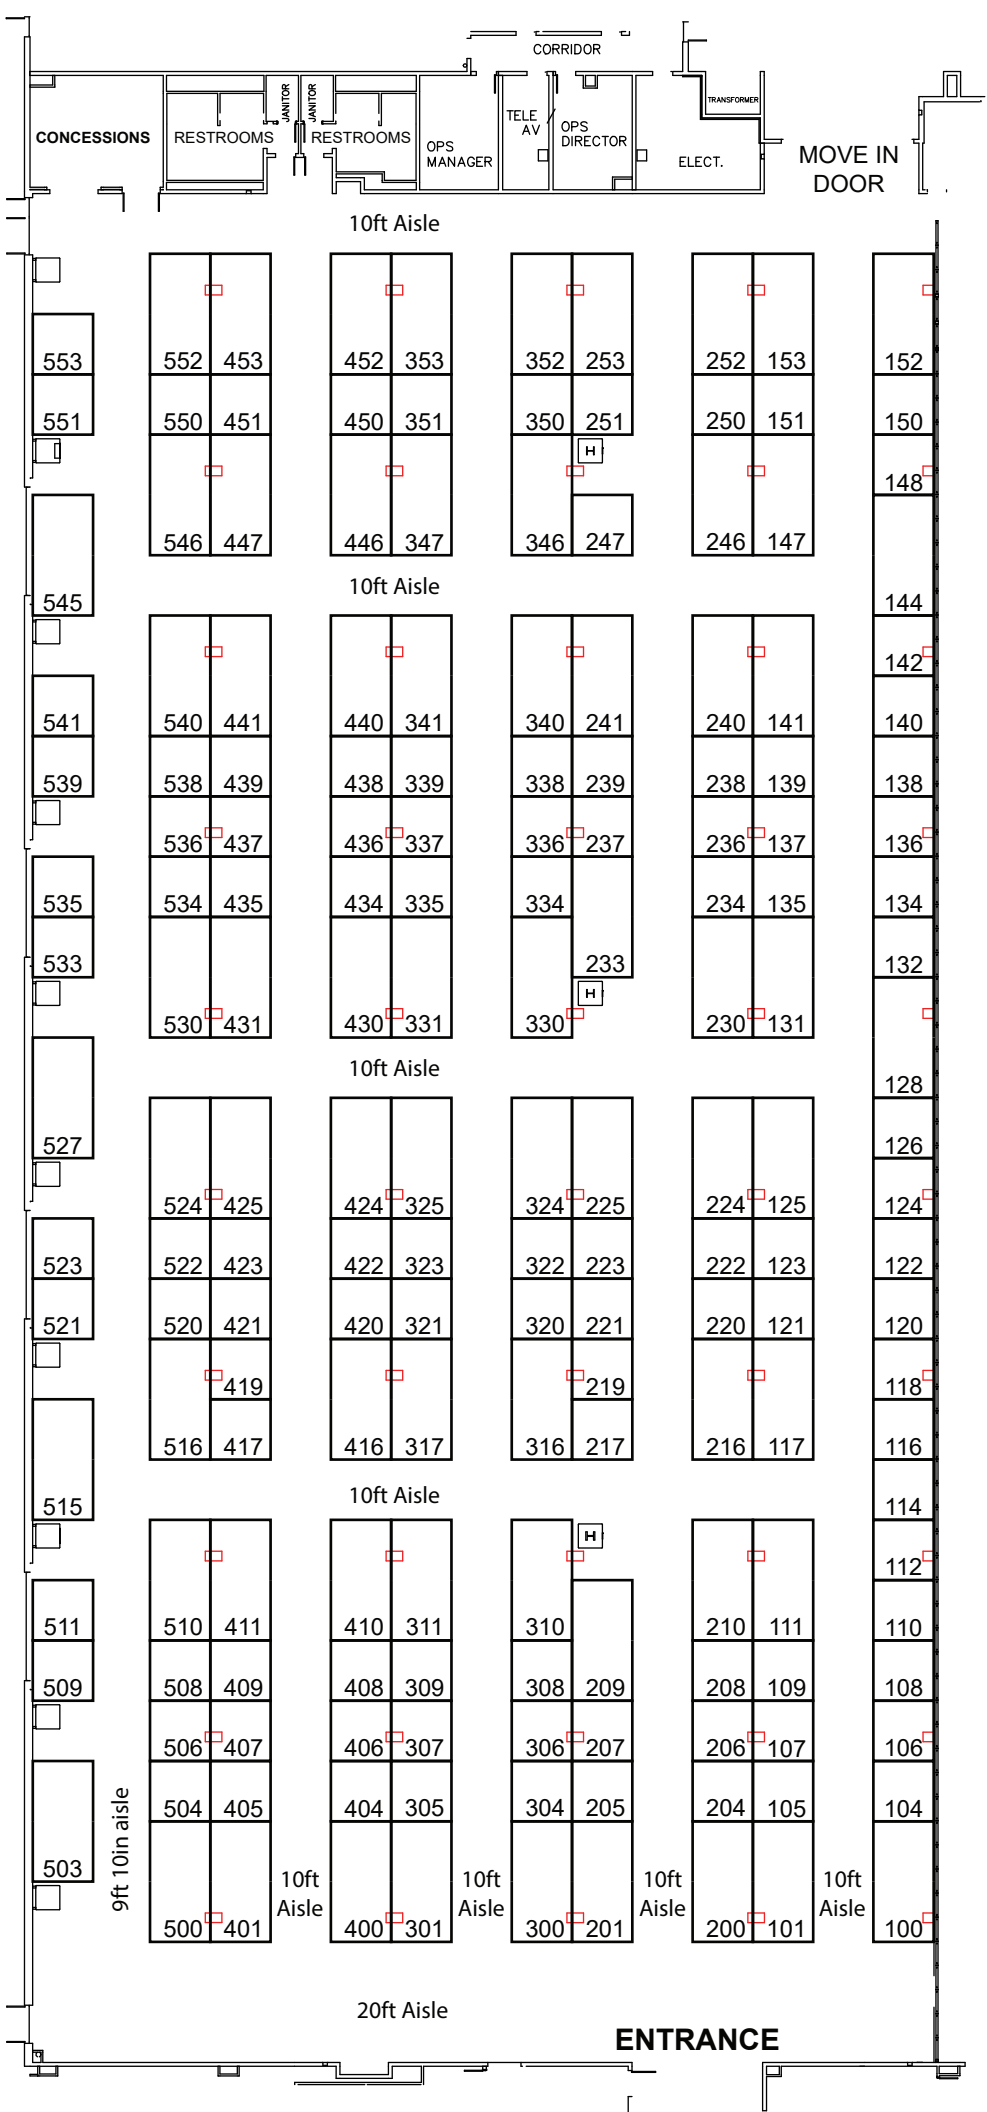 CORRIDOR
CONCESSIONS
RESTROOMS
JANITOR
JANITOR
RESTROOMS
OPS
MANAGER
TELE
AV
OPS
DIRECTOR
ELECT.
TRANSFORMER
MOVE IN
DOOR
10ft Aisle
553 552 453 452 353 352 253 252 153 152
551 550 451 450 351 350 251 250 151 150
H
148
546 447 446 347 346 247 246 147
10ft Aisle
545 144
142
541 540 441 440 341 340 241 240 141 140
539 538 439 438 339 338 239 238 139 138
536 437 436 337 336 237 236 137 136
535 534 435 434 335 334 234 135 134
533 233 132
H
530 431 430 331 330 230 131
10ft Aisle
128
527 126
524 425 424 325 324 225 224 125 124
523 522 423 422 323 322 223 222 123 122
521 520 421 420 321 320 221 220 121 120
419 219 118
516 417 416 317 316 217 216 117 116
10ft Aisle
515 114
H
112
511 510 411 410 311 310 210 111 110
509 508 409 408 309 308 209 208 109 108
506 407 406 307 306 207 206 107 106
504 405 404 305 304 205 204 105 104
9ft 10in aisle
503
10ft
Aisle
10ft
Aisle
10ft
Aisle
10ft
Aisle
500 401 400 301 300 201 200 101 100
20ft Aisle
ENTRANCE